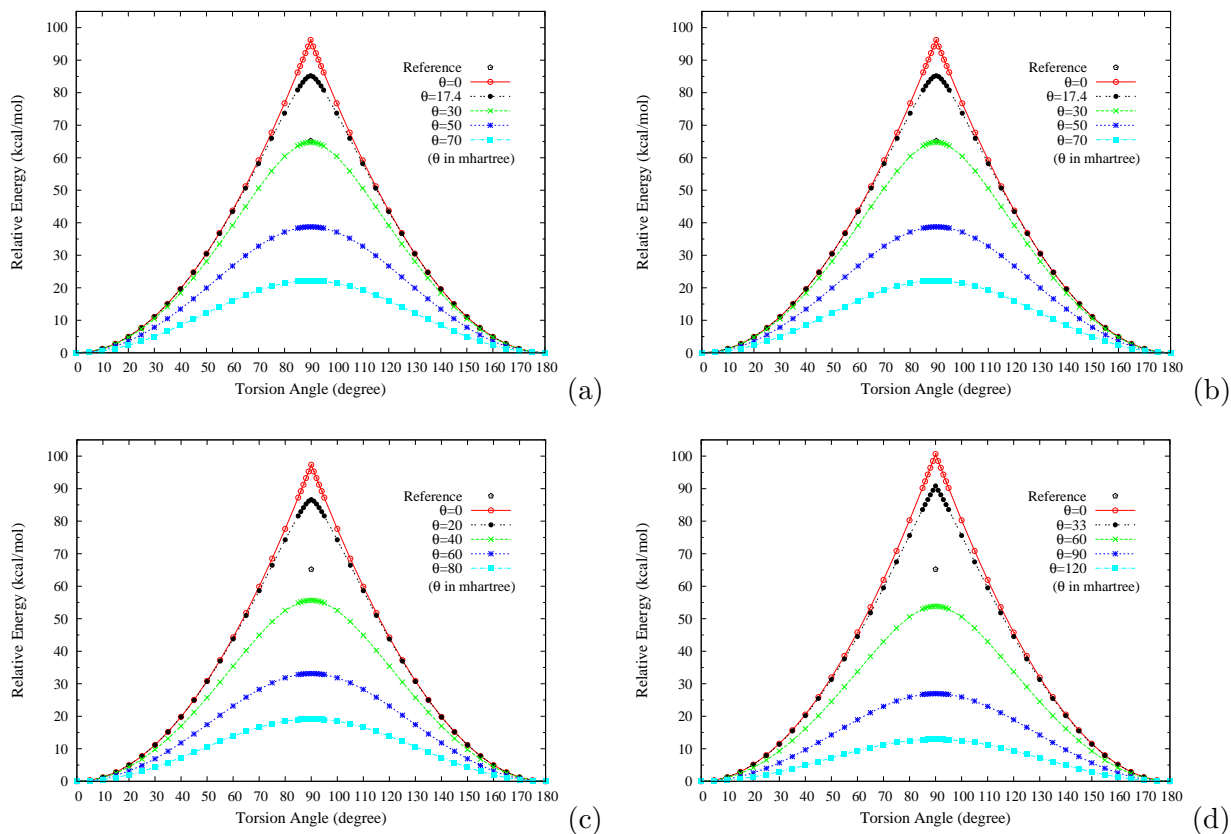 Relative Energy (kcal/mol)
100
90
80
70
60
50
40
30
20
10
0
Reference
θ=0
θ=17.4
θ=30
θ=50
θ=70
(θ in mhartree)
0 10 20 30 40 50 60 70 80 90 100 110 120 130 140 150 160 170 180
Torsion Angle (degree)
(a)
Relative Energy (kcal/mol)
100
90
80
70
60
50
40
30
20
10
0
Reference
θ=0
θ=17.4
θ=30
θ=50
θ=70
(θ in mhartree)
0 10 20 30 40 50 60 70 80 90 100 110 120 130 140 150 160 170 180
Torsion Angle (degree)
(b)
Relative Energy (kcal/mol)
100
90
80
70
60
50
40
30
20
10
0
Reference
θ=0
θ=20
θ=40
θ=60
θ=80
(θ in mhartree)
0 10 20 30 40 50 60 70 80 90 100 110 120 130 140 150 160 170 180
Torsion Angle (degree)
(c)
Relative Energy (kcal/mol)
100
90
80
70
60
50
40
30
20
10
0
Reference
θ=0
θ=33
θ=60
θ=90
θ=120
(θ in mhartree)
0 10 20 30 40 50 60 70 80 90 100 110 120 130 140 150 160 170 180
Torsion Angle (degree)
(d)